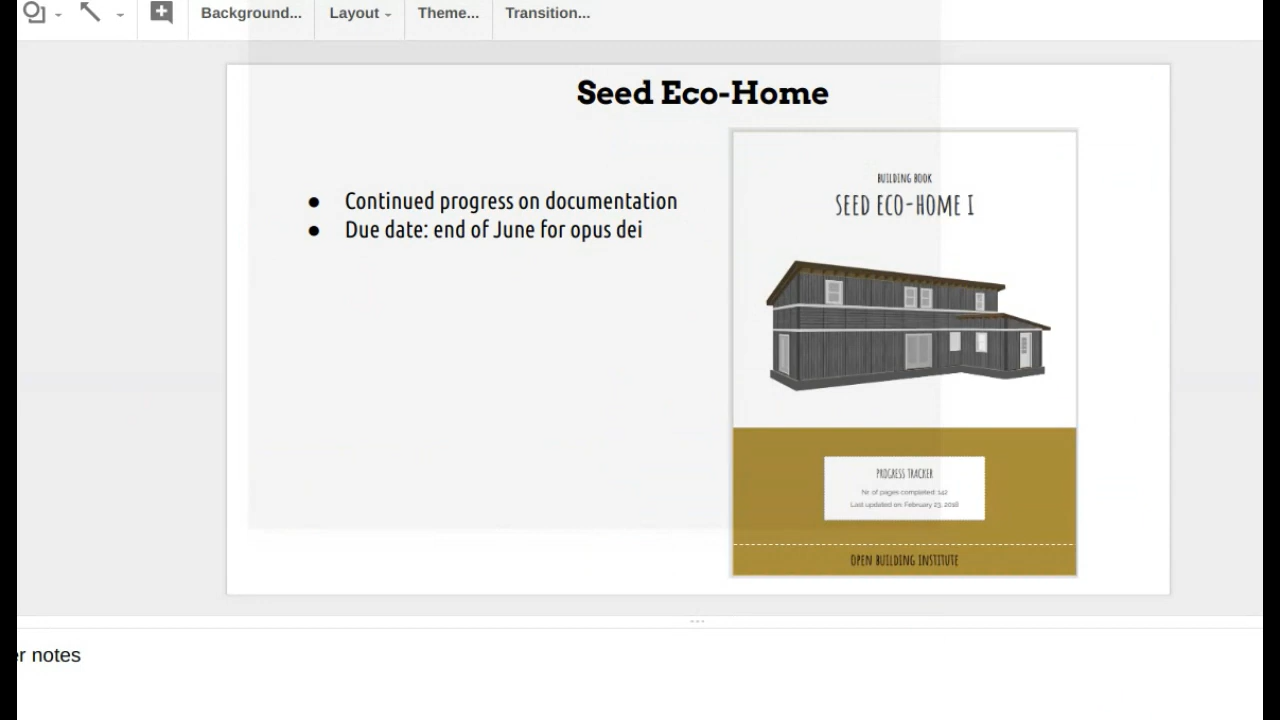 Background...
Layout
Theme...
Transition...
Seed Eco-Home
● Continued progress on documentation
● Due date: end of June for opus dei
BUILDING BOOK
SEED ECO-HOME I
PROGRESS TRACKER
Nr. of pages completed: 142
Last updated on: February 23, 2018
OPEN BUILDING INSTITUTE
er notes